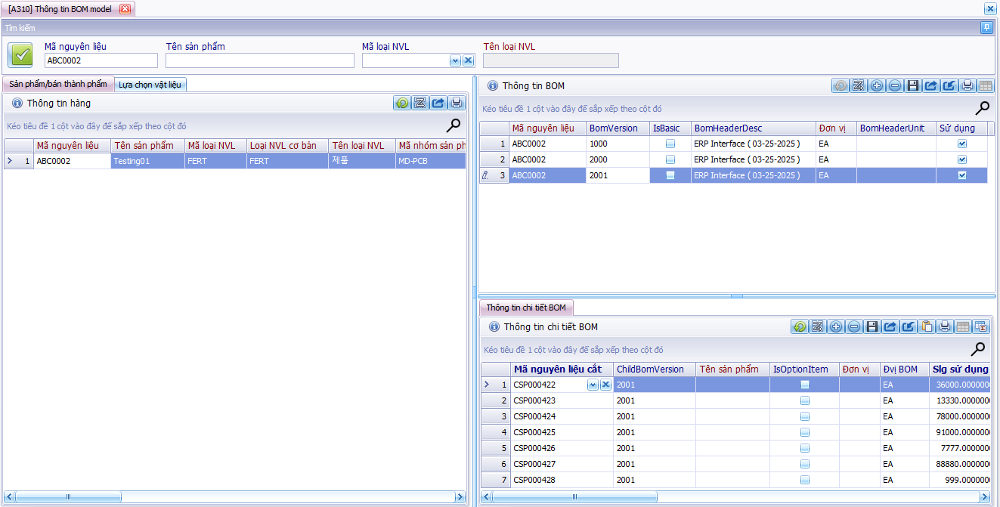 [A310] Thông tin BOM model
Tìm kiếm
Mã nguyên liệu
Tên sản phẩm
Mã loại NVL
Tên loại NVL
ABC0002
Sản phẩm/bán thành phẩm
Lựa chọn vật liệu
Thông tin hàng
Kéo tiêu đề 1 cột vào đây để sắp xếp theo cột đó
Mã nguyên liệu Tên sản phẩm Mã loại NVL Loại NVL cơ bản Tên loại NVL Mã nhóm sản ph
1 ABC0002 Testing01 FERT FERT 제품 MD-PCB
Thông tin BOM
Kéo tiêu đề 1 cột vào đây để sắp xếp theo cột đó
Mã nguyên liệu BomVersion IsBasic BomHeaderDesc Đơn vị BomHeaderUnit Sử dụng
1 ABC0002 1000 ERP Interface ( 03-25-2025 ) EA
2 ABC0002 2000 ERP Interface ( 03-25-2025 ) EA
3 ABC0002 2001 ERP Interface ( 03-25-2025 ) EA
Thông tin chi tiết BOM
Thông tin chi tiết BOM
Kéo tiêu đề 1 cột vào đây để sắp xếp theo cột đó
Mã nguyên liệu cắt ChildBomVersion Tên sản phẩm IsOptionItem Đơn vị Đvị BOM Slg sử dụng
1 CSP000422 2001 EA 36000.0000000
2 CSP000423 2001 EA 13330.0000000
3 CSP000424 2001 EA 78000.0000000
4 CSP000425 2001 EA 91000.0000000
5 CSP000426 2001 EA 7777.0000000
6 CSP000427 2001 EA 88880.0000000
7 CSP000428 2001 EA 999.0000000